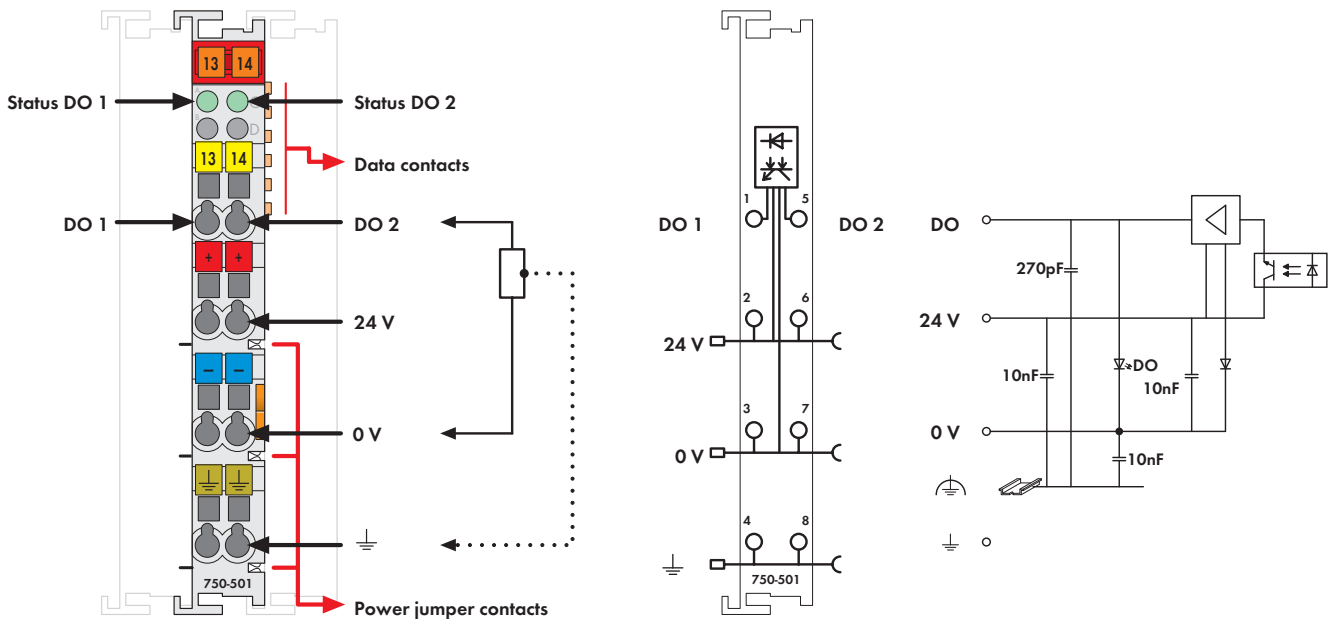 13 14
A C
Status DO 1
Status DO 2
B D
13 14
Data contacts
DO 1
DO 2
+ +
24 V
− −
0 V
750-501
Power jumper contacts
1 5
DO 1
DO 2
2 6
24 V
3 7
0 V
4 8
750-501
DO
270pF
24 V
10nF
DO
10nF
0 V
10nF